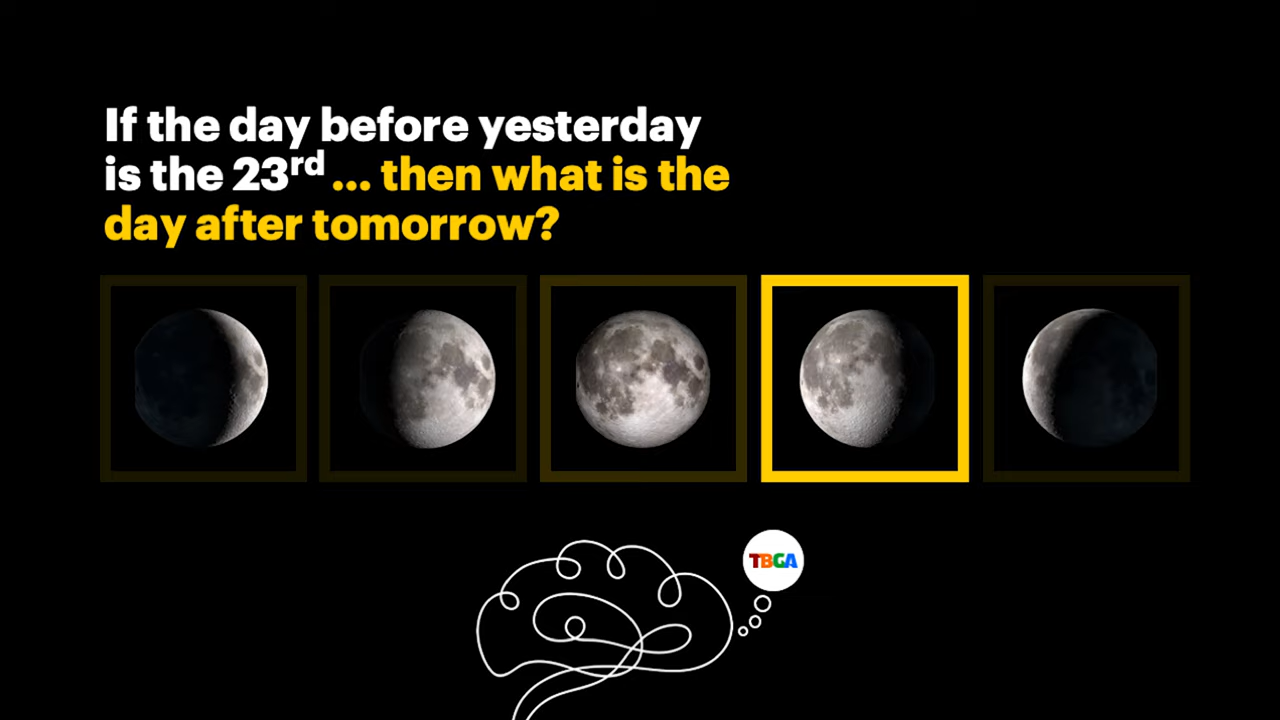 If the day before yesterday
is the 23rd ... then what is the
day after tomorrow?
TBGA